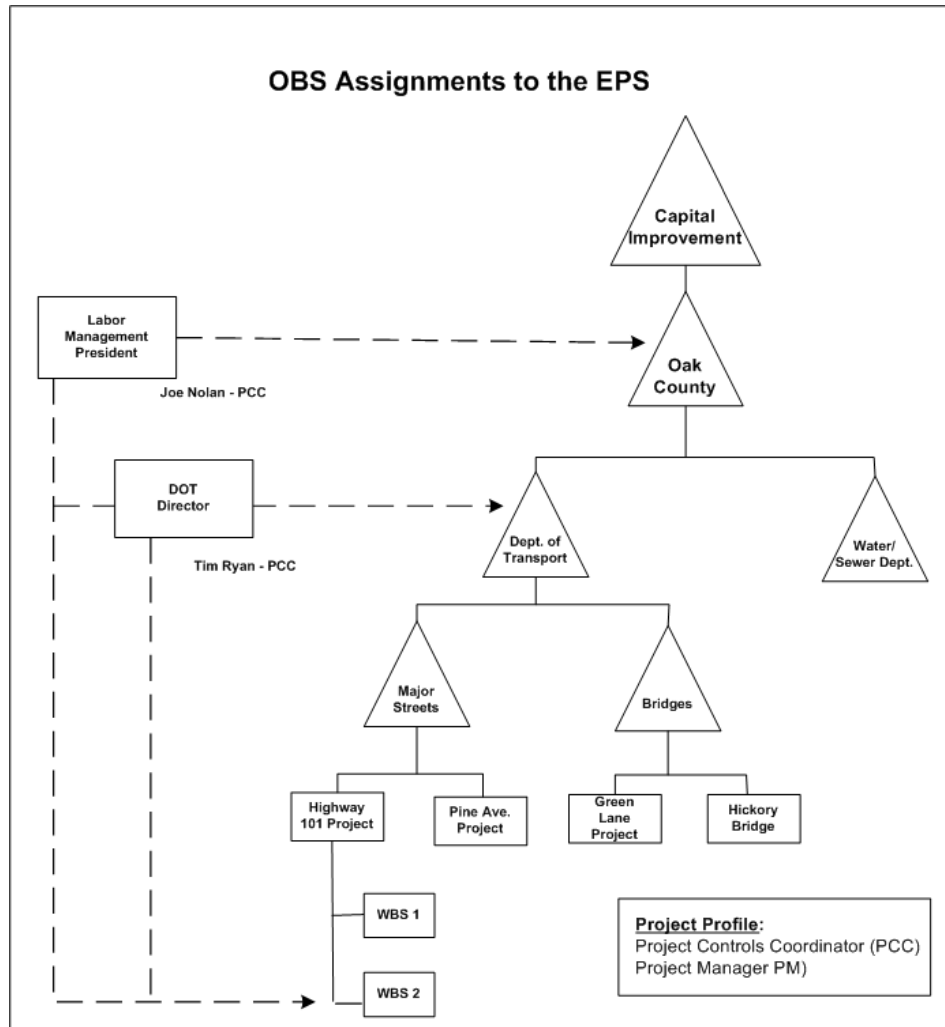 OBS Assignments to the EPS
Capital
Improvement
Labor
Management
President
Joe Nolan - PCC
Oak
County
DOT
Director
Tim Ryan - PCC
Dept. of
Transport
Water/
Sewer Dept.
Major
Streets
Bridges
Highway
101 Project
Pine Ave.
Project
Green
Lane
Project
Hickory
Bridge
WBS 1
WBS 2
Project Profile:
Project Controls Coordinator (PCC)
Project Manager PM)